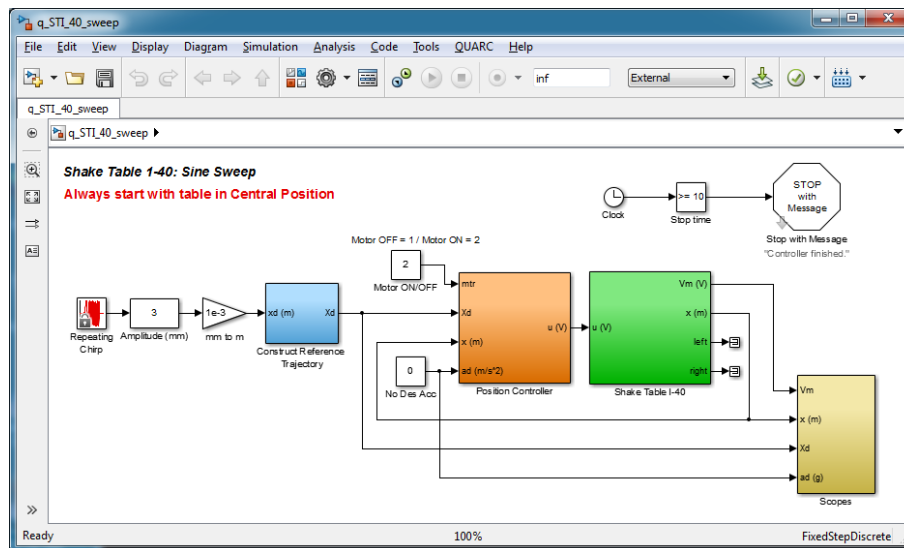 q_STI_40_sweep
File Edit View Display Diagram Simulation Analysis Code Tools QUARC Help
inf
External
q_STI_40_sweep
q_STI_40_sweep
Shake Table 1-40: Sine Sweep
Always start with table in Central Position
Clock
>= 10
Stop time
STOP
with
Message
Stop with Message
"Controller finished."
Motor OFF = 1 / Motor ON = 2
2
Motor ON/OFF
Repeating
Chirp
3
Amplitude (mm)
1e-3
mm to m
xd (m)
Xd
Construct Reference
Trajectory
0
No Des Acc
mtr
Xd
x (m)
ad (m/s^2)
u (V)
Position Controller
u (V)
Vm (V)
x (m)
left
right
Shake Table I-40
Vm
x (m)
Xd
ad (g)
Scopes
Ready
100%
FixedStepDiscrete